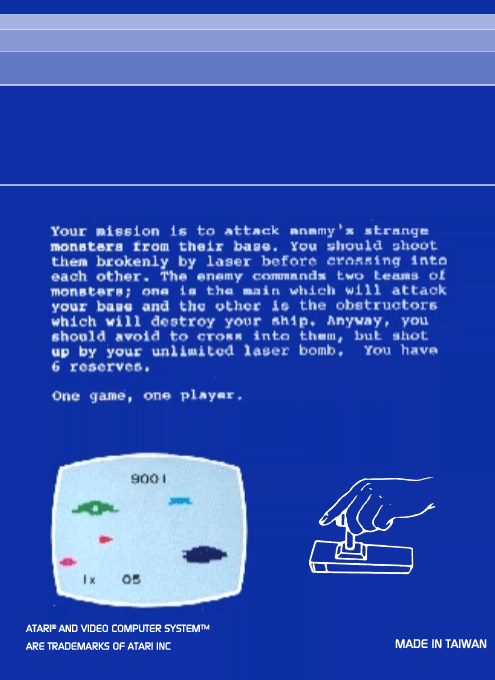 Your mission is to attack enemy's strange
monsters from their base. You should shoot
them brokenly by laser before crossing into
each other. The enemy commands two teams of
monsters; one is the main which will attack
your base and the other is the obstructors
which will destroy your ship. Anyway, you
should avoid to cross into them, but shot
up by your unlimited laser bomb. You have
6 reserves.
One game, one player.
9001
1x 05
ATARI® AND VIDEO COMPUTER SYSTEM™
ARE TRADEMARKS OF ATARI INC
MADE IN TAIWAN